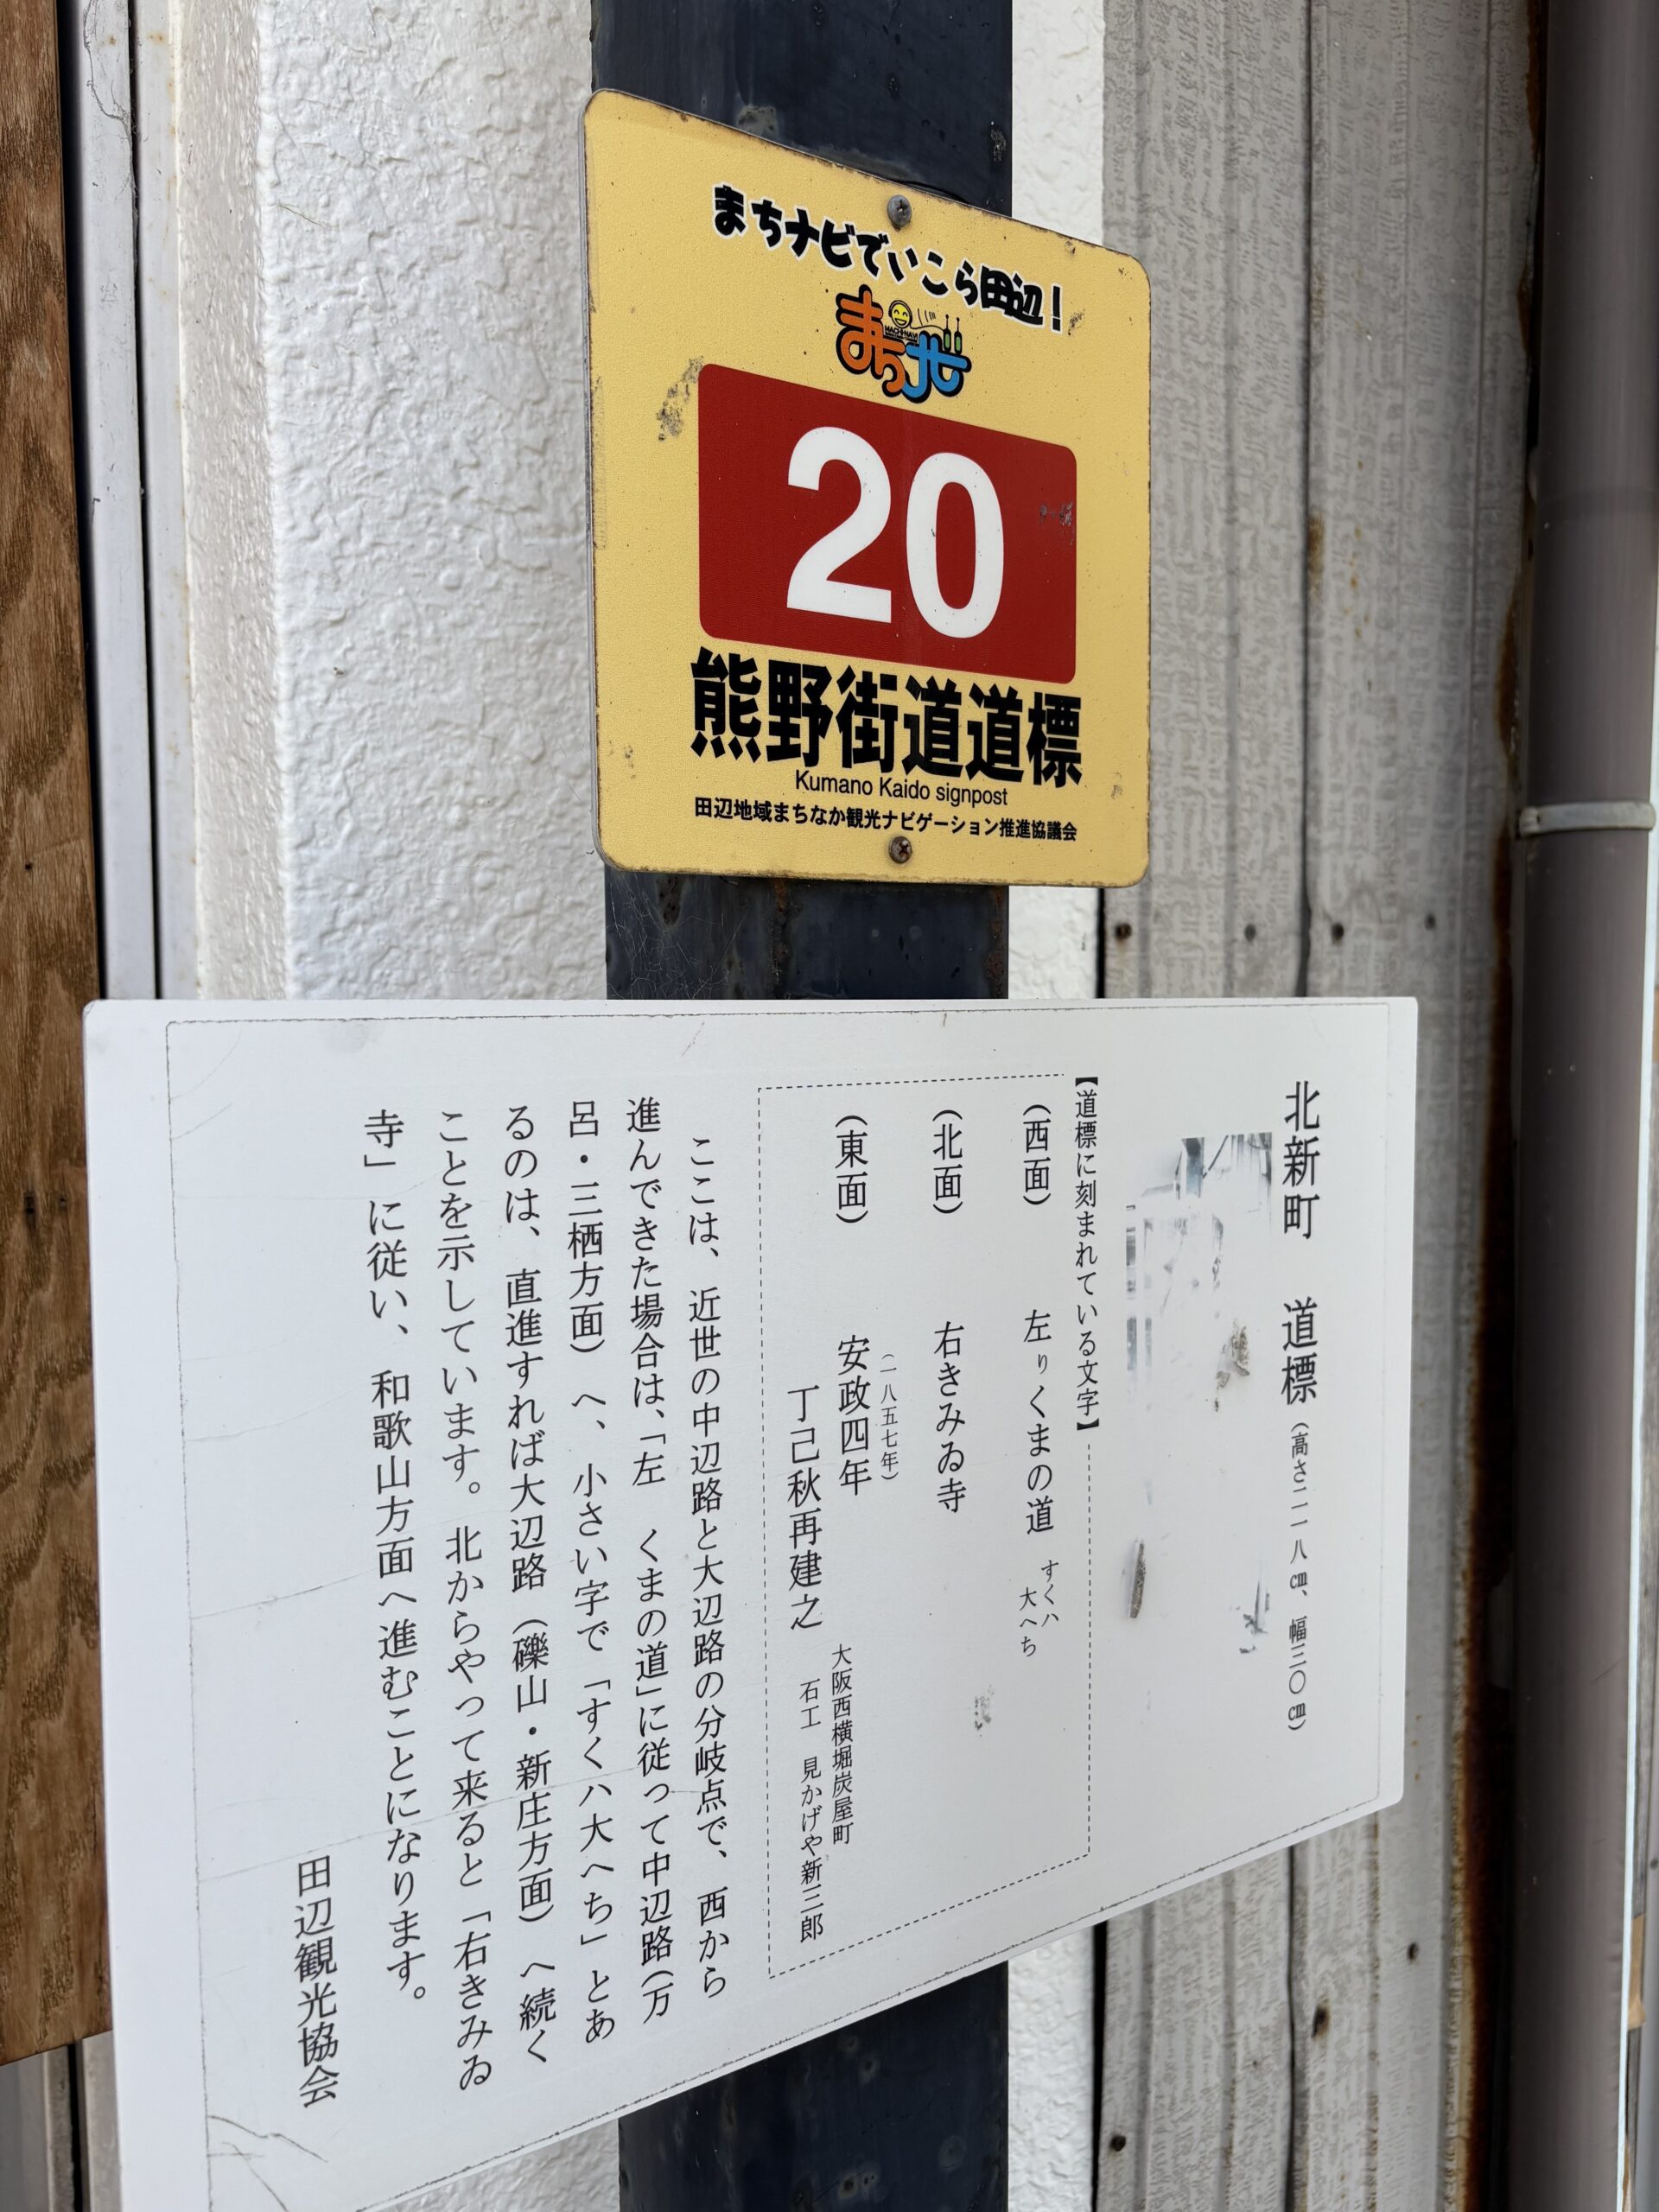 まちナビでいこら田辺！
まちナビ
MACHI-NAVI
20
熊野街道道標
Kumano Kaido signpost
田辺地域まちなか観光ナビゲーション推進協議会
北新町　道標（高さ二一八㎝、幅三〇㎝）
【道標に刻まれている文字】
（西面）　左りくまの道　すくハ
大へち
（北面）　右きみゐ寺
（一八五七年）
（東面）　安政四年
丁己秋再建之
大阪西横堀炭屋町
石工　見かげや新三郎
ここは、近世の中辺路と大辺路の分岐点で、西から
進んできた場合は、「左　くまの道」に従って中辺路（万
呂・三栖方面）へ、小さい字で「すくハ大へち」とあ
るのは、直進すれば大辺路（礫山・新庄方面）へ続く
ことを示しています。北からやって来ると「右きみゐ
寺」に従い、和歌山方面へ進むことになります。
田辺観光協会